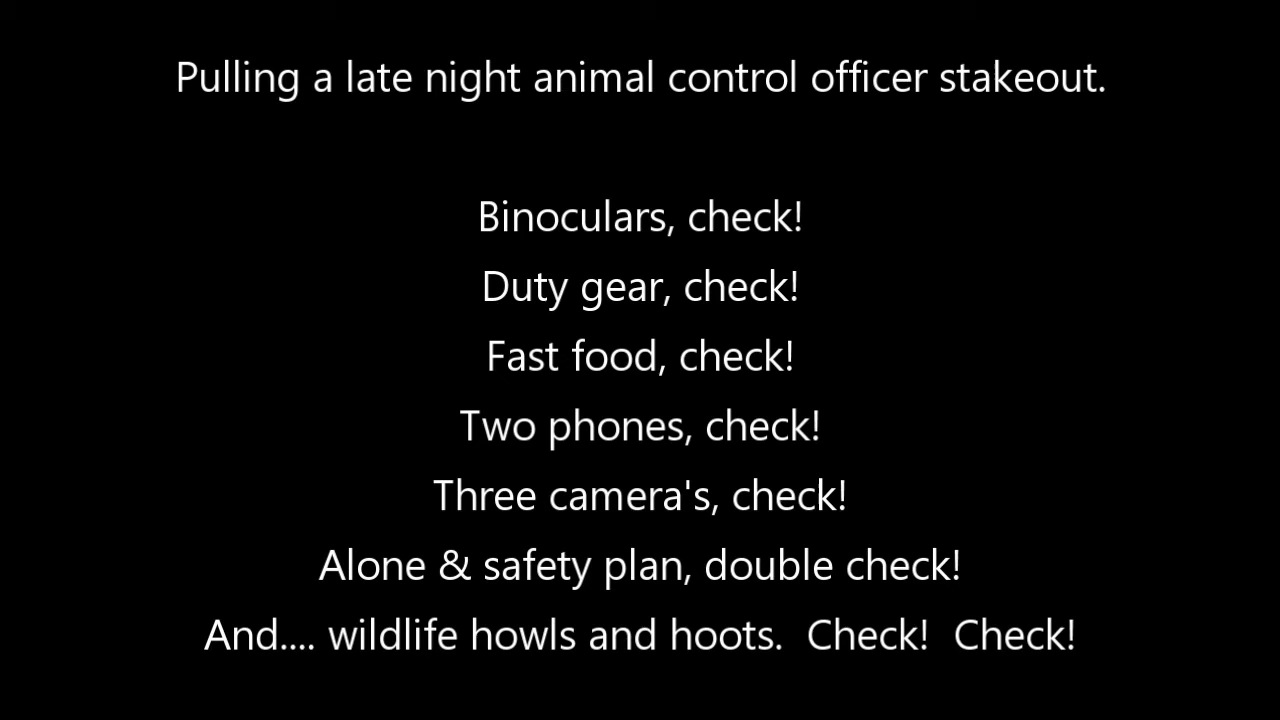 Pulling a late night animal control officer stakeout.
Binoculars, check!
Duty gear, check!
Fast food, check!
Two phones, check!
Three camera's, check!
Alone & safety plan, double check!
And.... wildlife howls and hoots.  Check!  Check!